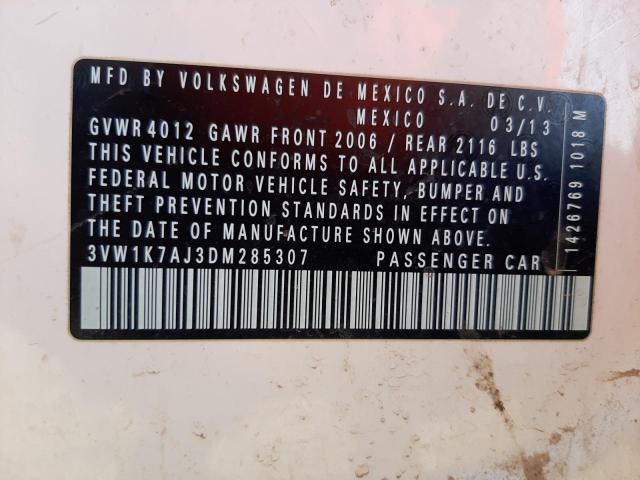 MFD BY VOLKSWAGEN DE MEXICO S.A. DE C.V.
MEXICO 03/13
GVWR 4012 GAWR FRONT 2006 / REAR 2116 LBS
THIS VEHICLE CONFORMS TO ALL APPLICABLE U.S.
FEDERAL MOTOR VEHICLE SAFETY, BUMPER AND
THEFT PREVENTION STANDARDS IN EFFECT ON
THE DATE OF MANUFACTURE SHOWN ABOVE.
3VW1K7AJ3DM285307 PASSENGER CAR
1426769 1018 M